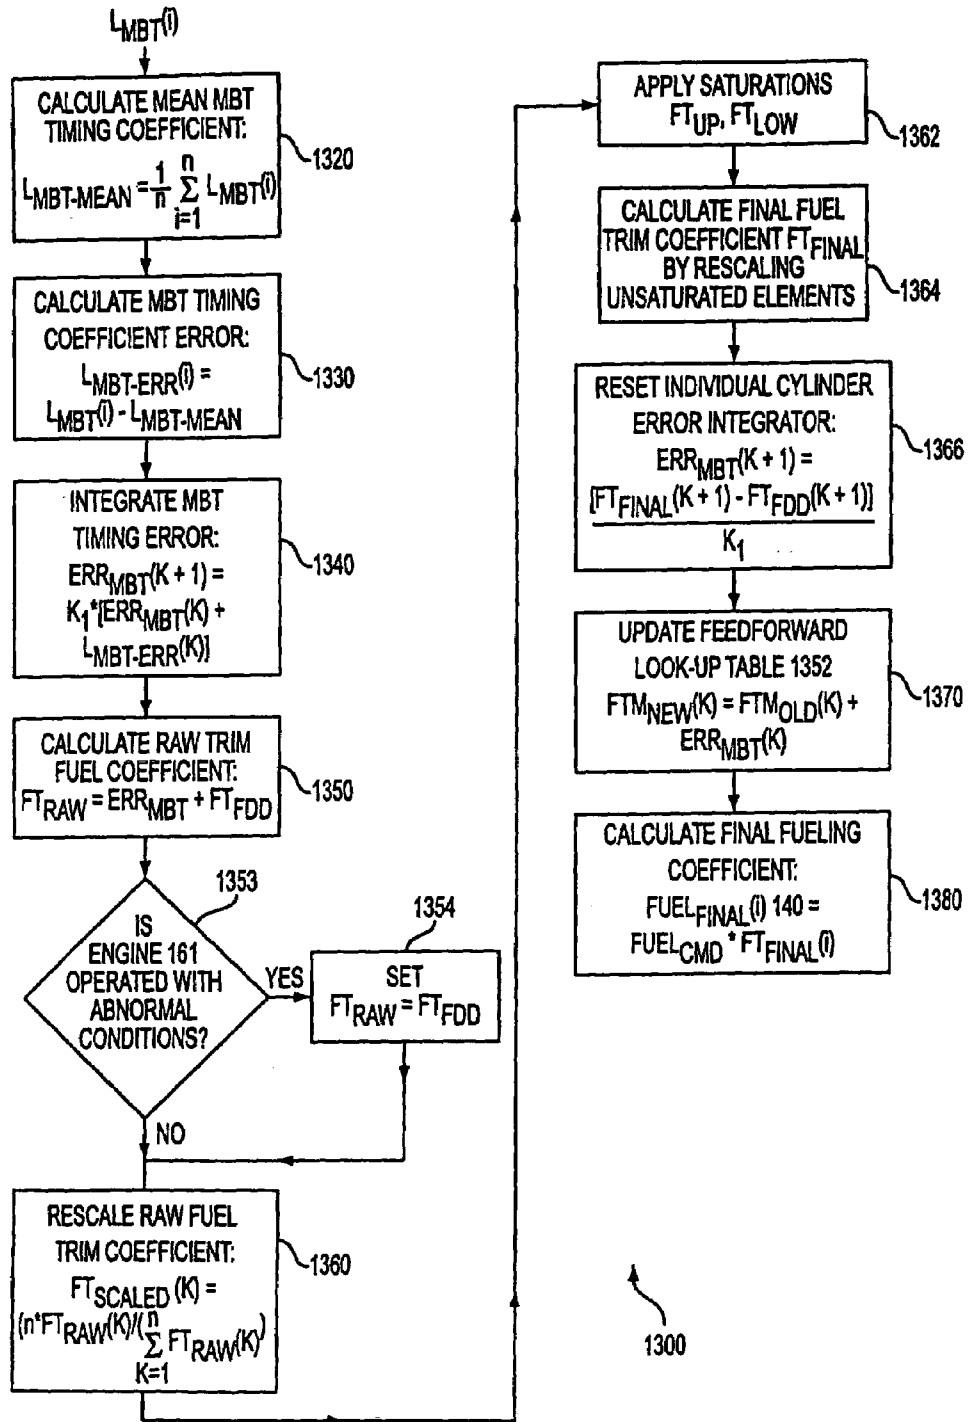 L_MBT(i)
CALCULATE MEAN MBT
TIMING COEFFICIENT:
L_MBT-MEAN = 1/n n Σ i=1 L_MBT(i)
1320
CALCULATE MBT TIMING
COEFFICIENT ERROR:
L_MBT-ERR(i) =
L_MBT(i) - L_MBT-MEAN
1330
INTEGRATE MBT
TIMING ERROR:
ERR_MBT(K + 1) =
K_1*[ERR_MBT(K) +
L_MBT-ERR(K)]
1340
CALCULATE RAW TRIM
FUEL COEFFICIENT:
FT_RAW = ERR_MBT + FT_FDD
1350
1353
IS
ENGINE 161
OPERATED WITH
ABNORMAL
CONDITIONS?
YES
NO
1354
SET
FT_RAW = FT_FDD
RESCALE RAW FUEL
TRIM COEFFICIENT:
FT_SCALED (K) =
(n*FT_RAW(K)/( n Σ K=1 FT_RAW(K))
1360
APPLY SATURATIONS
FT_UP, FT_LOW
1362
CALCULATE FINAL FUEL
TRIM COEFFICIENT FT_FINAL
BY RESCALING
UNSATURATED ELEMENTS
1364
RESET INDIVIDUAL CYLINDER
ERROR INTEGRATOR:
ERR_MBT(K + 1) =
[FT_FINAL(K + 1) - FT_FDD(K + 1)]
K_1
1366
UPDATE FEEDFORWARD
LOOK-UP TABLE 1352
FTM_NEW(K) = FTM_OLD(K) +
ERR_MBT(K)
1370
CALCULATE FINAL FUELING
COEFFICIENT:
FUEL_FINAL(i) 140 =
FUEL_CMD * FT_FINAL(i)
1380
1300